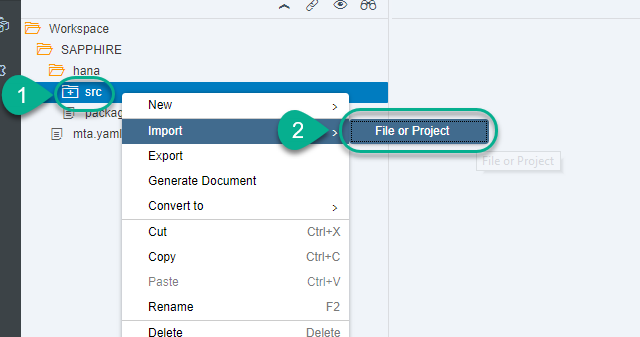 Workspace
SAPPHIRE
hana
1
src
packag
mta.yaml
New
Import
2
File or Project
File or Project
Export
Generate Document
Convert to
Cut Ctrl+X
Copy Ctrl+C
Paste Ctrl+V
Rename F2
Delete Delete